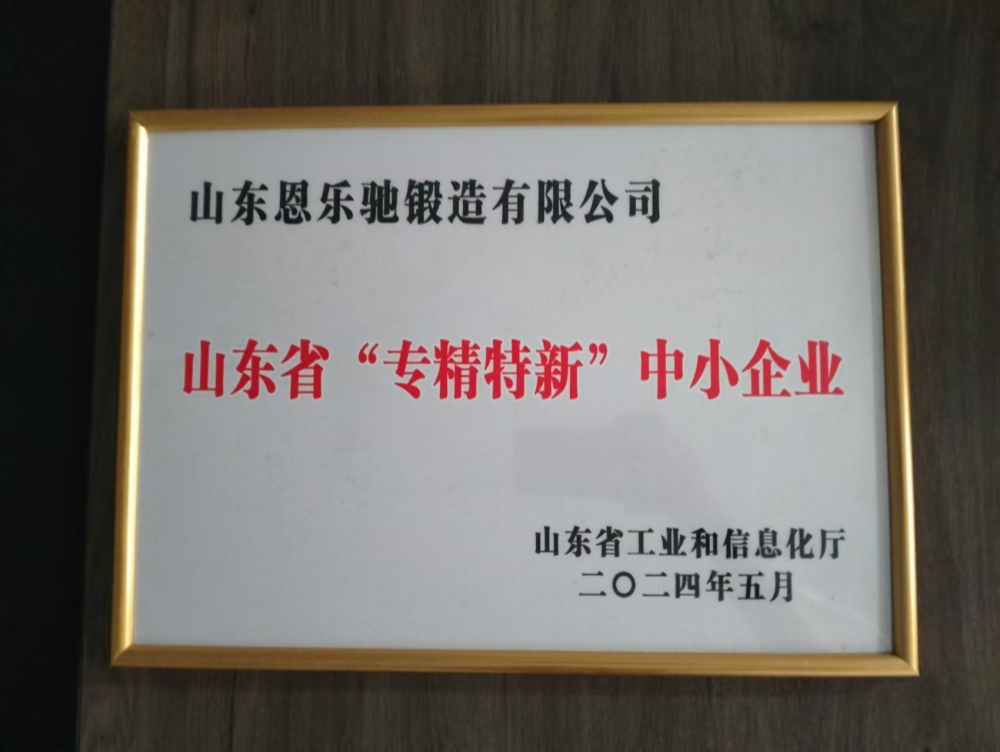 山东恩乐驰锻造有限公司
山东省“专精特新”中小企业
山东省工业和信息化厅
二〇二四年五月